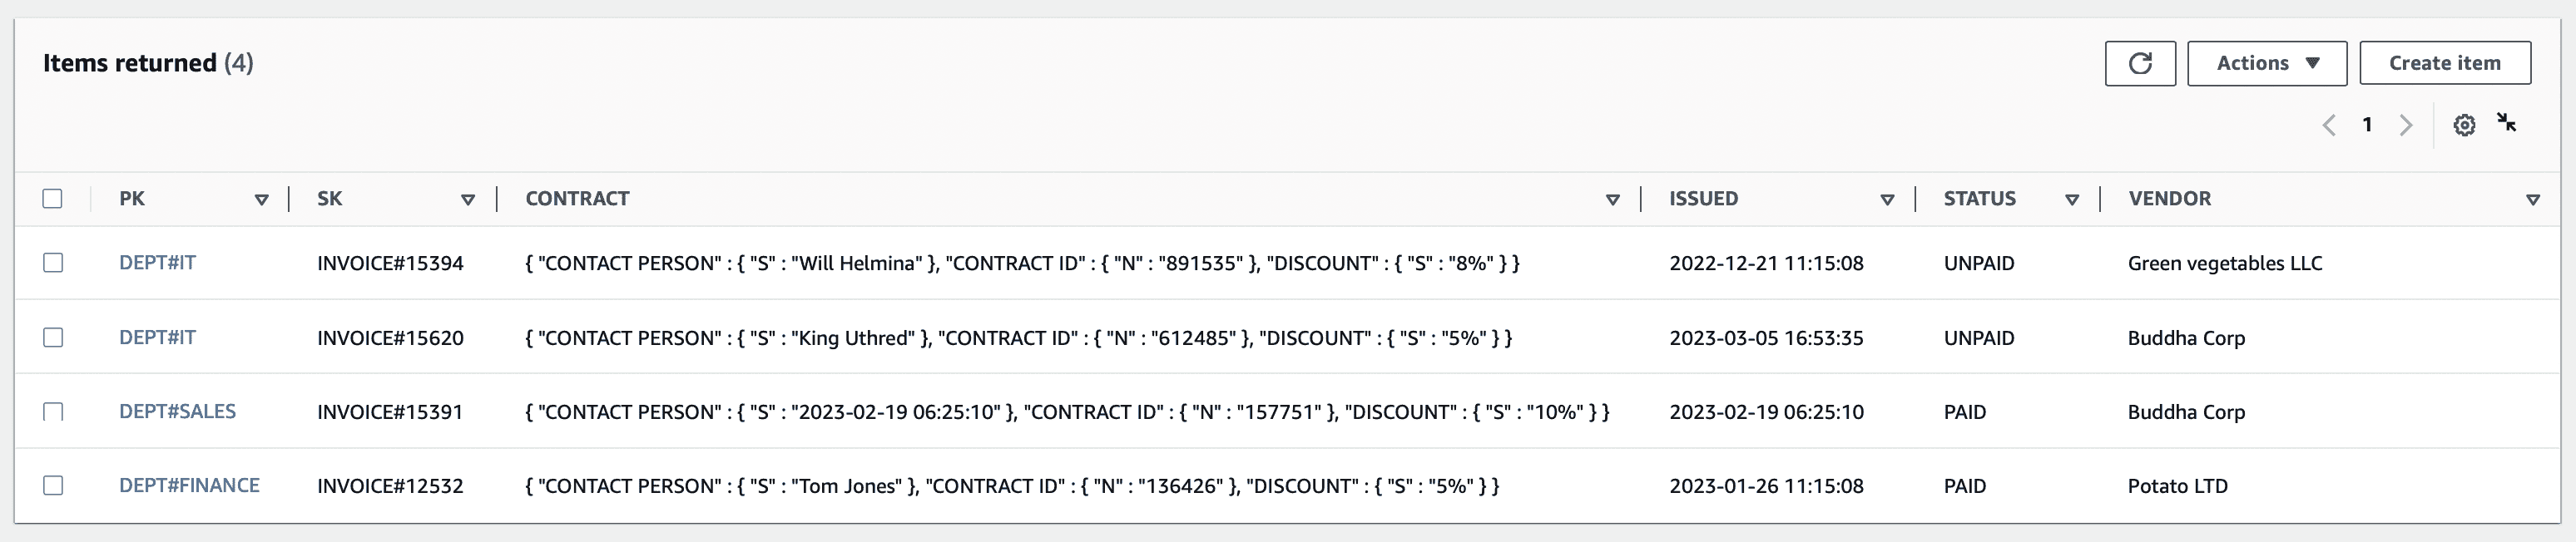 Items returned (4)
Actions
Create item
1
PK SK CONTRACT ISSUED STATUS VENDOR
DEPT#IT INVOICE#15394 { "CONTACT PERSON" : { "S" : "Will Helmina" }, "CONTRACT ID" : { "N" : "891535" }, "DISCOUNT" : { "S" : "8%" } } 2022-12-21 11:15:08 UNPAID Green vegetables LLC
DEPT#IT INVOICE#15620 { "CONTACT PERSON" : { "S" : "King Uthred" }, "CONTRACT ID" : { "N" : "612485" }, "DISCOUNT" : { "S" : "5%" } } 2023-03-05 16:53:35 UNPAID Buddha Corp
DEPT#SALES INVOICE#15391 { "CONTACT PERSON" : { "S" : "2023-02-19 06:25:10" }, "CONTRACT ID" : { "N" : "157751" }, "DISCOUNT" : { "S" : "10%" } } 2023-02-19 06:25:10 PAID Buddha Corp
DEPT#FINANCE INVOICE#12532 { "CONTACT PERSON" : { "S" : "Tom Jones" }, "CONTRACT ID" : { "N" : "136426" }, "DISCOUNT" : { "S" : "5%" } } 2023-01-26 11:15:08 PAID Potato LTD